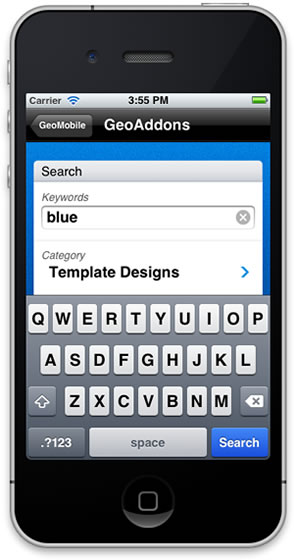 Carrier 3:55 PM
GeoMobile GeoAddons
Search
Keywords
blue
Category
Template Designs
Q W E R T Y U I O P
A S D F G H J K L
Z X C V B N M
.?123 space Search